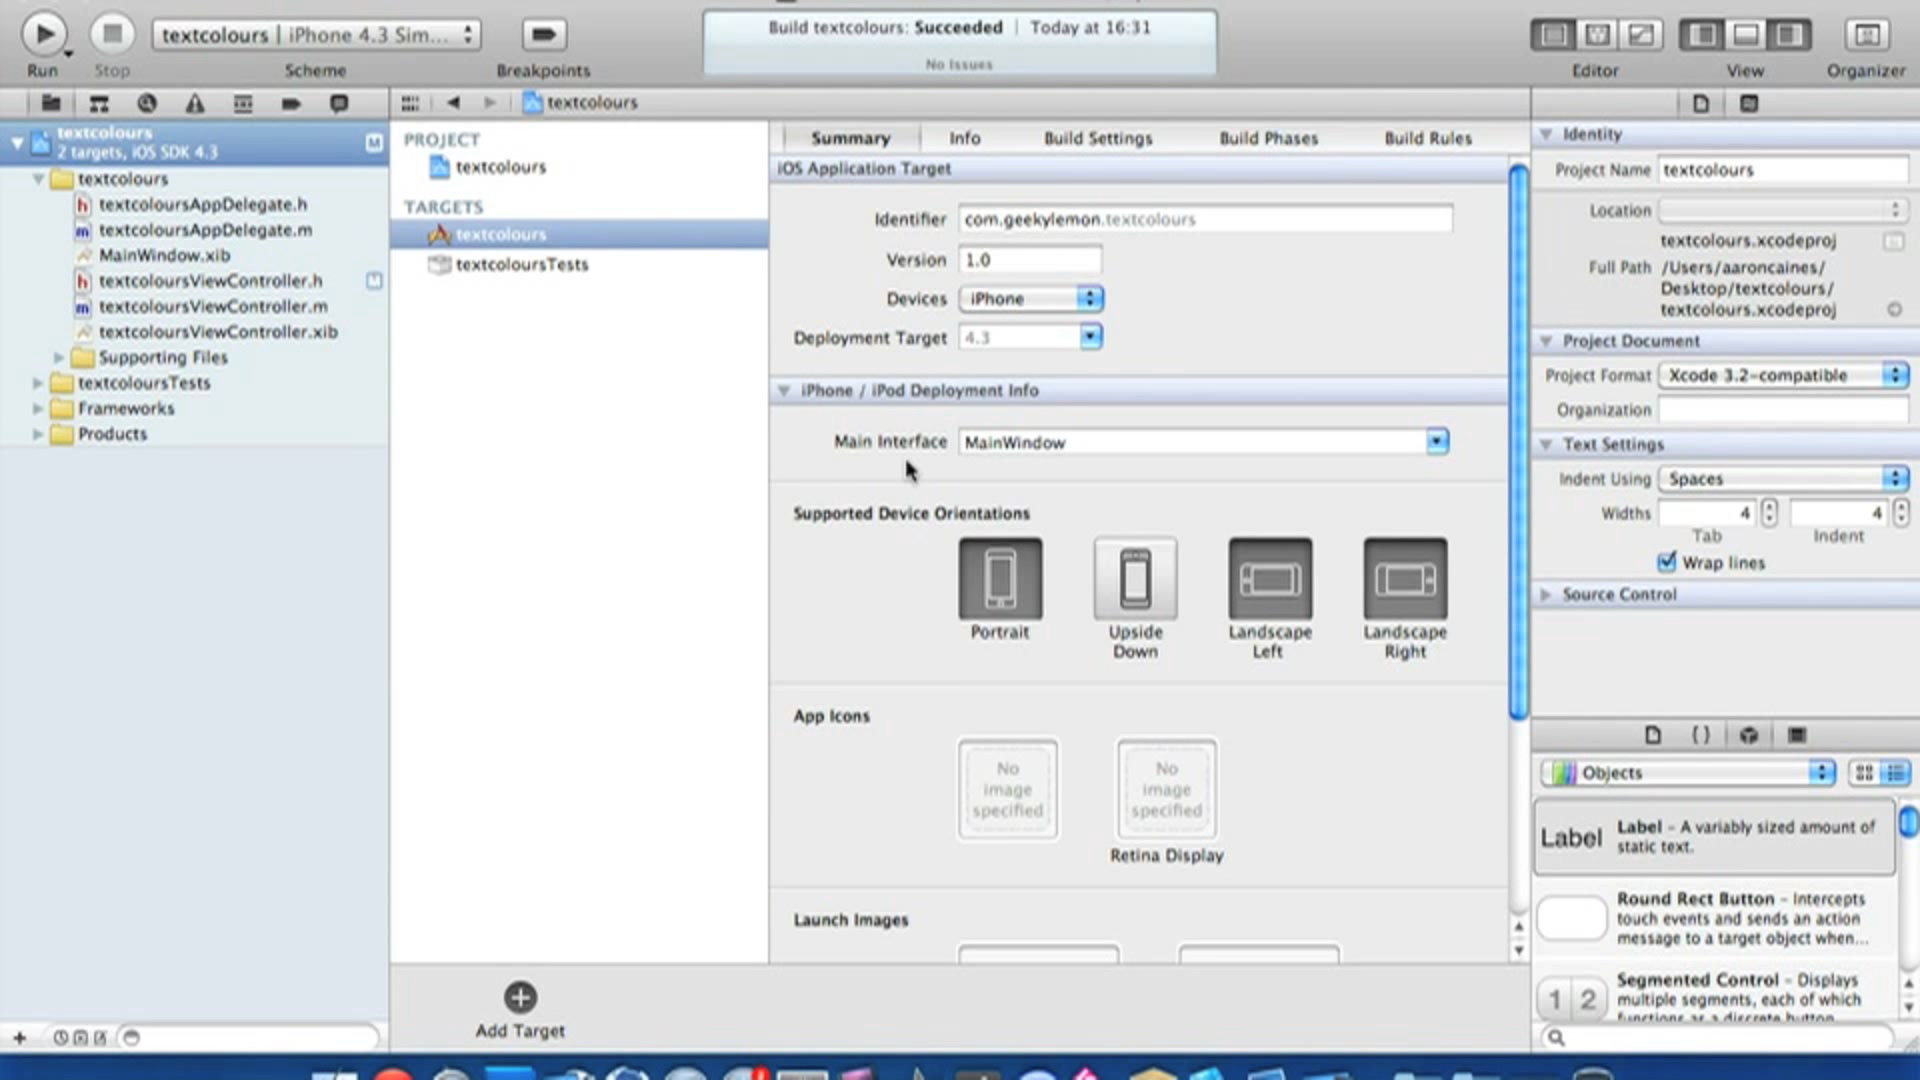 Build textcolours: Succeeded | Today at 16:31
No Issues
textcolours | iPhone 4.3 Sim...
Run
Stop
Scheme
Breakpoints
Editor
View
Organizer
textcolours
2 targets, iOS SDK 4.3
M
textcolours
textcoloursAppDelegate.h
textcoloursAppDelegate.m
MainWindow.xib
textcoloursViewController.h
M
textcoloursViewController.m
textcoloursViewController.xib
Supporting Files
textcoloursTests
Frameworks
Products
textcolours
PROJECT
textcolours
TARGETS
textcolours
textcoloursTests
Add Target
Summary
Info
Build Settings
Build Phases
Build Rules
iOS Application Target
Identifier com.geekylemon.textcolours
Version 1.0
Devices iPhone
Deployment Target 4.3
iPhone / iPod Deployment Info
Main Interface MainWindow
Supported Device Orientations
Portrait
Upside
Down
Landscape
Left
Landscape
Right
App Icons
No
image
specified
No
image
specified
Retina Display
Launch Images
Identity
Project Name textcolours
Location
textcolours.xcodeproj
Full Path /Users/aaroncaines/
Desktop/textcolours/
textcolours.xcodeproj
Project Document
Project Format Xcode 3.2-compatible
Organization
Text Settings
Indent Using Spaces
Widths 4 4
Tab Indent
Wrap lines
Source Control
{ }
Objects
Label
Label - A variably sized amount of
static text.
Round Rect Button - Intercepts
touch events and sends an action
message to a target object when...
1 2
Segmented Control - Displays
multiple segments, each of which
functions as a discrete button